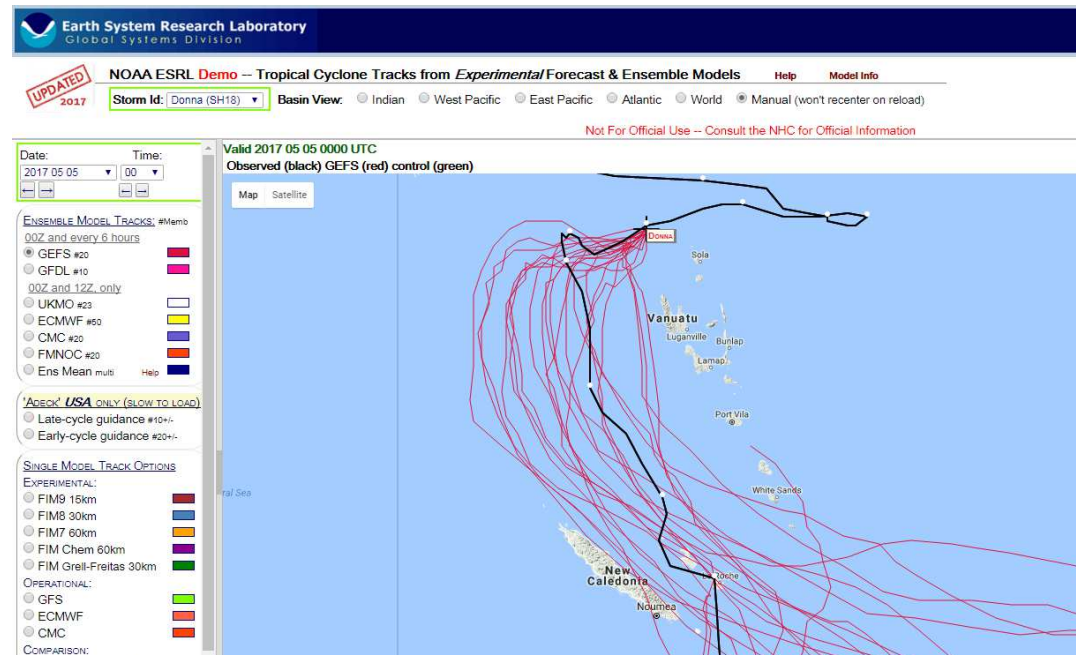 Earth System Research Laboratory
Global Systems Division
UPDATED
2017
NOAA ESRL Demo -- Tropical Cyclone Tracks from Experimental Forecast & Ensemble Models Help Model Info
Storm Id: Donna (SH18) Basin View: Indian West Pacific East Pacific Atlantic World Manual (won't recenter on reload)
Not For Official Use -- Consult the NHC for Official Information
Date: Time:
2017 05 05 00
Valid 2017 05 05 0000 UTC
Observed (black) GEFS (red) control (green)
Map Satellite
ENSEMBLE MODEL TRACKS: #Memb
00Z and every 6 hours
GEFS #20
GFDL #10
00Z and 12Z, only
UKMO #23
ECMWF #50
CMC #20
FMNOC #20
Ens Mean multi Help
'ADECK' USA ONLY (SLOW TO LOAD)
Late-cycle guidance #10+/-
Early-cycle guidance #20+/-
SINGLE MODEL TRACK OPTIONS
EXPERIMENTAL:
FIM9 15km
FIM8 30km
FIM7 60km
FIM Chem 60km
FIM Grell-Freitas 30km
OPERATIONAL:
GFS
ECMWF
CMC
COMPARISON:
DONNA
Sola
Vanuatu
Luganville
Bunlap
Lamap
Port Vila
White Sands
ral Sea
New
Caledonia
La Roche
Noumea